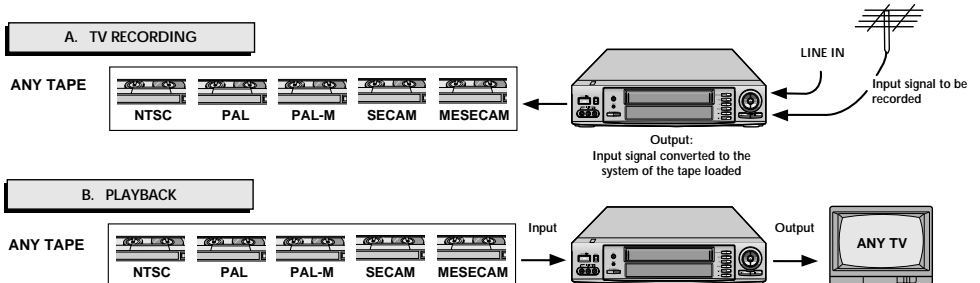 A. TV RECORDING
ANY TAPE
NTSC PAL PAL-M SECAM MESECAM
LINE IN
Input signal to be
recorded
Output:
Input signal converted to the
system of the tape loaded
B. PLAYBACK
ANY TAPE
NTSC PAL PAL-M SECAM MESECAM
Input
Output
ANY TV